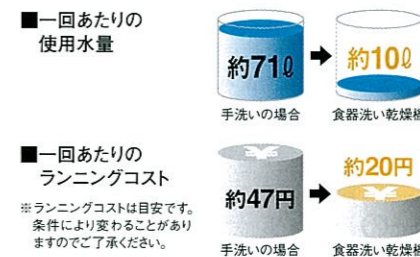 ■一回あたりの
使用水量
約71ℓ
約10ℓ
手洗いの場合
食器洗い乾燥機
■一回あたりの
ランニングコスト
※ランニングコストは目安です。
条件により変わることがあり
ますのでご了承ください。
約47円
約20円
手洗いの場合
食器洗い乾燥機